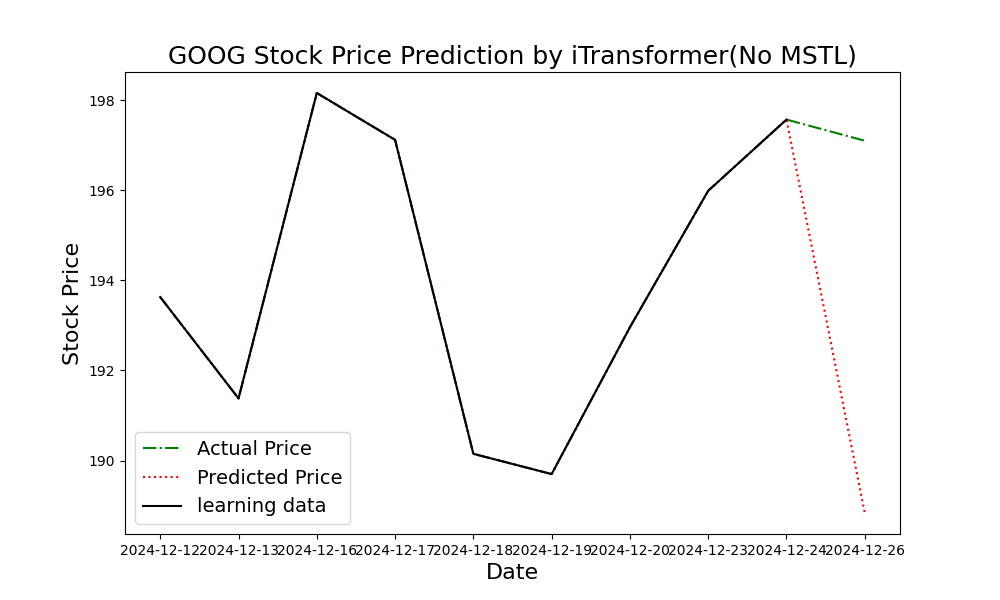 GOOG Stock Price Prediction by iTransformer(No MSTL)
198
196
194
192
190
Stock Price
Actual Price
Predicted Price
learning data
2024-12-12 2024-12-13 2024-12-16 2024-12-17 2024-12-18 2024-12-19 2024-12-20 2024-12-23 2024-12-24 2024-12-26
Date